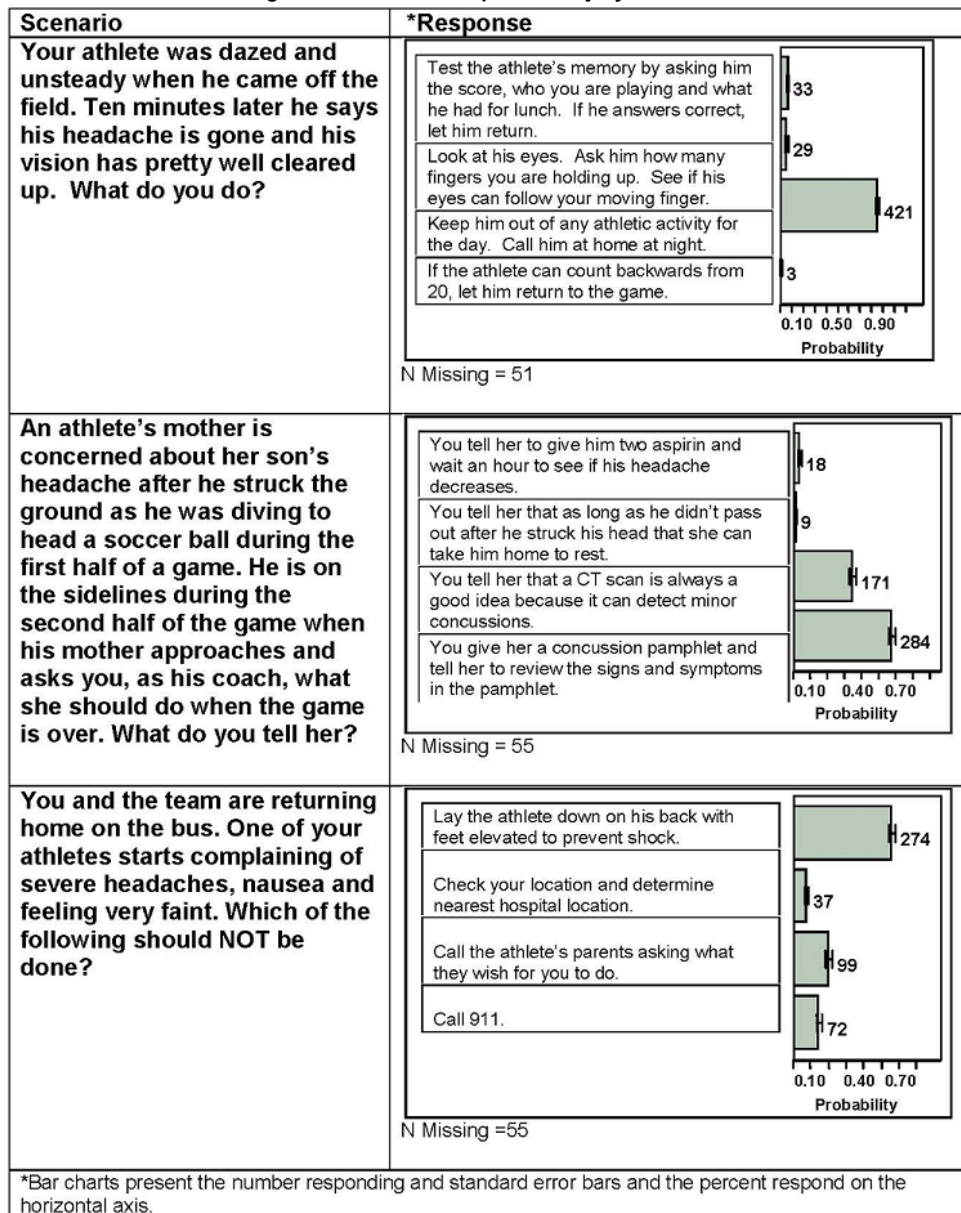 Scenario
*Response
Your athlete was dazed and
unsteady when he came off the
field. Ten minutes later he says
his headache is gone and his
vision has pretty well cleared
up. What do you do?
Test the athlete's memory by asking him
the score, who you are playing and what
he had for lunch. If he answers correct,
let him return.
Look at his eyes. Ask him how many
fingers you are holding up. See if his
eyes can follow your moving finger.
Keep him out of any athletic activity for
the day. Call him at home at night.
If the athlete can count backwards from
20, let him return to the game.
33
29
421
3
0.10 0.50 0.90
Probability
N Missing = 51
An athlete's mother is
concerned about her son's
headache after he struck the
ground as he was diving to
head a soccer ball during the
first half of a game. He is on
the sidelines during the
second half of the game when
his mother approaches and
asks you, as his coach, what
she should do when the game
is over. What do you tell her?
You tell her to give him two aspirin and
wait an hour to see if his headache
decreases.
You tell her that as long as he didn't pass
out after he struck his head that she can
take him home to rest.
You tell her that a CT scan is always a
good idea because it can detect minor
concussions.
You give her a concussion pamphlet and
tell her to review the signs and symptoms
in the pamphlet.
18
9
171
284
0.10 0.40 0.70
Probability
N Missing = 55
You and the team are returning
home on the bus. One of your
athletes starts complaining of
severe headaches, nausea and
feeling very faint. Which of the
following should NOT be
done?
Lay the athlete down on his back with
feet elevated to prevent shock.
Check your location and determine
nearest hospital location.
Call the athlete's parents asking what
they wish for you to do.
Call 911.
274
37
99
72
0.10 0.40 0.70
Probability
N Missing =55
*Bar charts present the number responding and standard error bars and the percent respond on the
horizontal axis.